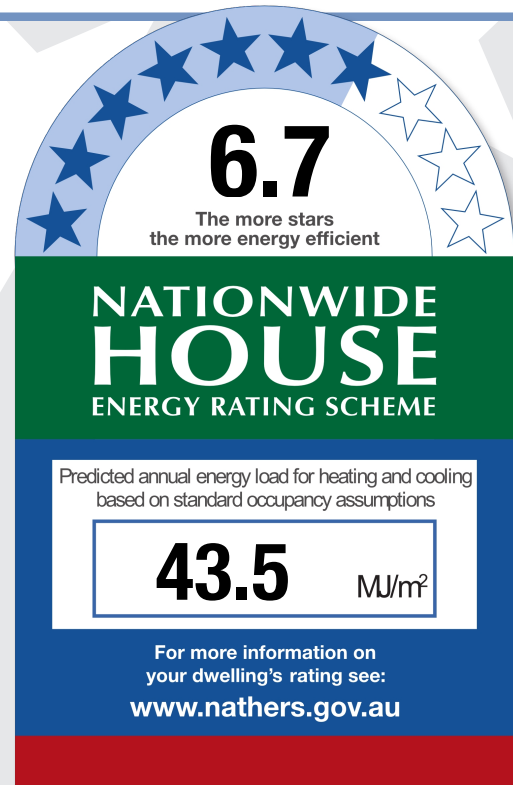 6.7
The more stars
the more energy efficient
NATIONWIDE
HOUSE
ENERGY RATING SCHEME
Predicted annual energy load for heating and cooling
based on standard occupancy assumptions
43.5 MJ/m²
For more information on
your dwelling's rating see:
www.nathers.gov.au